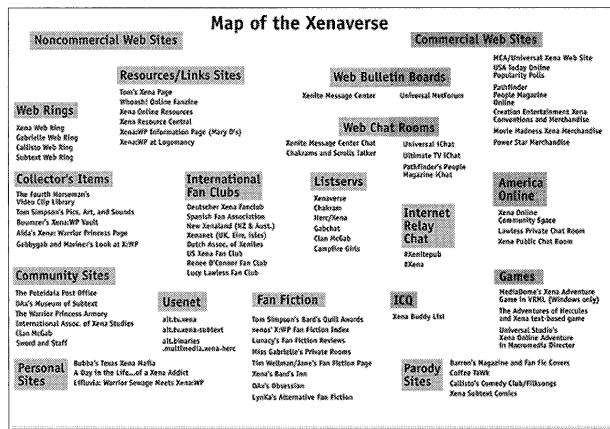 Map of the Xenaverse
Noncommercial Web Sites
Commercial Web Sites
MCA/Universal Xena Web Site
USA Today Online
Popularity Polls
Pathfinder
People Magazine
Online
Creation Entertainment Xena
Conventions and Merchandise
Movie Madness Xena Merchandise
Power Star Merchandise
Resources/Links Sites
Tom's Xena Page
Whoosh! Online Fanzine
Xena Online Resources
Xena Resource Central
Xena:WP Information Page (Mary D's)
Xena:WP at Logomancy
Web Bulletin Boards
Xenite Message Center
Universal NetForum
Web Rings
Xena Web Ring
Gabrielle Web Ring
Callisto Web Ring
Subtext Web Ring
Web Chat Rooms
Xenite Message Center Chat
Chakrams and Scrolls Talker
Universal iChat
Ultimate TV iChat
Pathfinder's People
Magazine iChat
Collector's Items
The Fourth Horseman's
Video Clip Library
Tom Simpson's Pics, Art, and Sounds
Bouncer's Xena:WP Vault
Aida's Xena: Warrior Princess Page
Gabbygab and Mariner's Look at X:WP
International
Fan Clubs
Deutscher Xena Fanclub
Spanish Fan Association
New Xenaland (NZ & Aust.)
Xenanet (UK, Eire, isles)
Dutch Assoc. of Xenites
US Xena Fan Club
Renee O'Connor Fan Club
Lucy Lawless Fan Club
Listservs
Xenaverse
Chakram
Herc/Xena
Gabchat
Clan McGab
Campfire Girls
Internet
Relay
Chat
#Xenitepub
#Xena
America
Online
Xena Online
Community Space
Lawless Private Chat Room
Xena Public Chat Room
Community Sites
The Poteidaia Post Office
DAx's Museum of Subtext
The Warrior Princess Armory
International Assoc. of Xena Studies
Clan McGab
Sword and Staff
Usenet
alt.tv.xena
alt.tv.xena-subtext
alt.binaries
.multimedia.xena-herc
Fan Fiction
Tom Simpson's Bard's Quill Awards
xenos' X:WP Fan Fiction Index
Lunacy's Fan Fiction Reviews
Miss Gabrielle's Private Rooms
Tim Wellman/Jane's Fan Fiction Page
Xena's Bard's Inn
DAx's Obsession
LynKa's Alternative Fan Fiction
ICQ
Xena Buddy List
Games
MediaDome's Xena Adventure
Game in VRML (Windows only)
The Adventures of Hercules
and Xena text-based game
Universal Studio's
Xena Online Adventure
in Macromedia Director
Personal
Sites
Bubba's Texas Xena Mafia
A Day in the Life...of a Xena Addict
Effluvia: Warrior Sewage Meets Xena:WP
Parody
Sites
Barron's Magazine and Fan Fic Covers
Coffee TaWk
Callisto's Comedy Club/Filksongs
Xena Subtext Comics